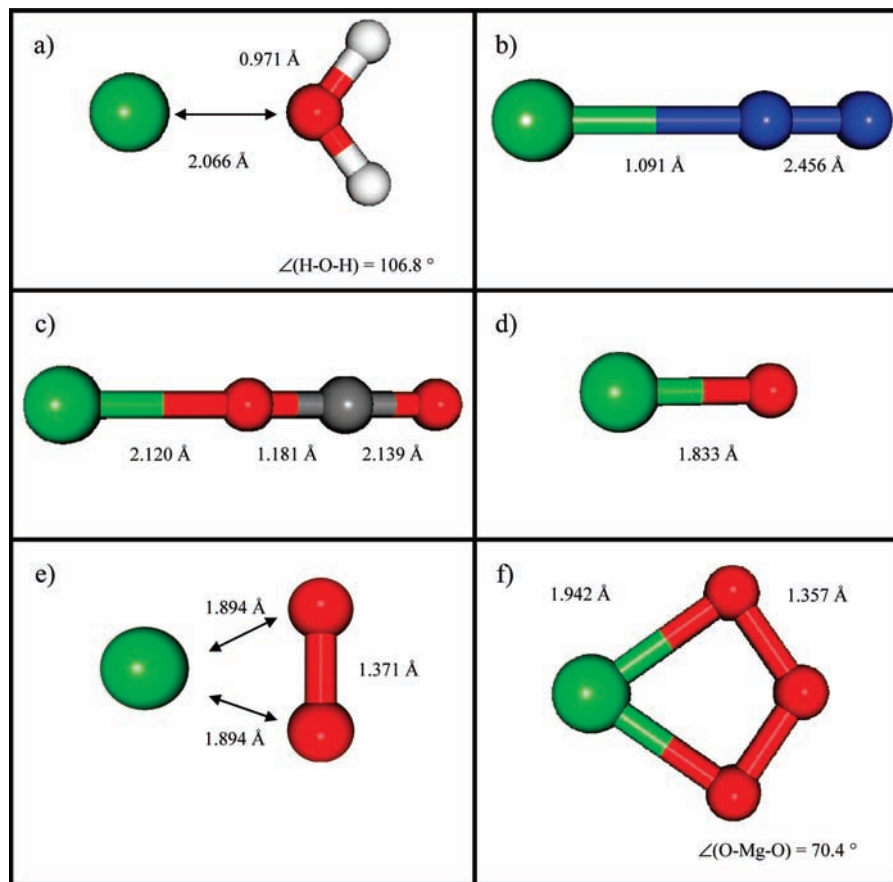 a)
0.971 Å
2.066 Å
∠(H-O-H) = 106.8 °
b)
1.091 Å
2.456 Å
c)
2.120 Å
1.181 Å
2.139 Å
d)
1.833 Å
e)
1.894 Å
1.371 Å
1.894 Å
f)
1.942 Å
1.357 Å
∠(O-Mg-O) = 70.4 °